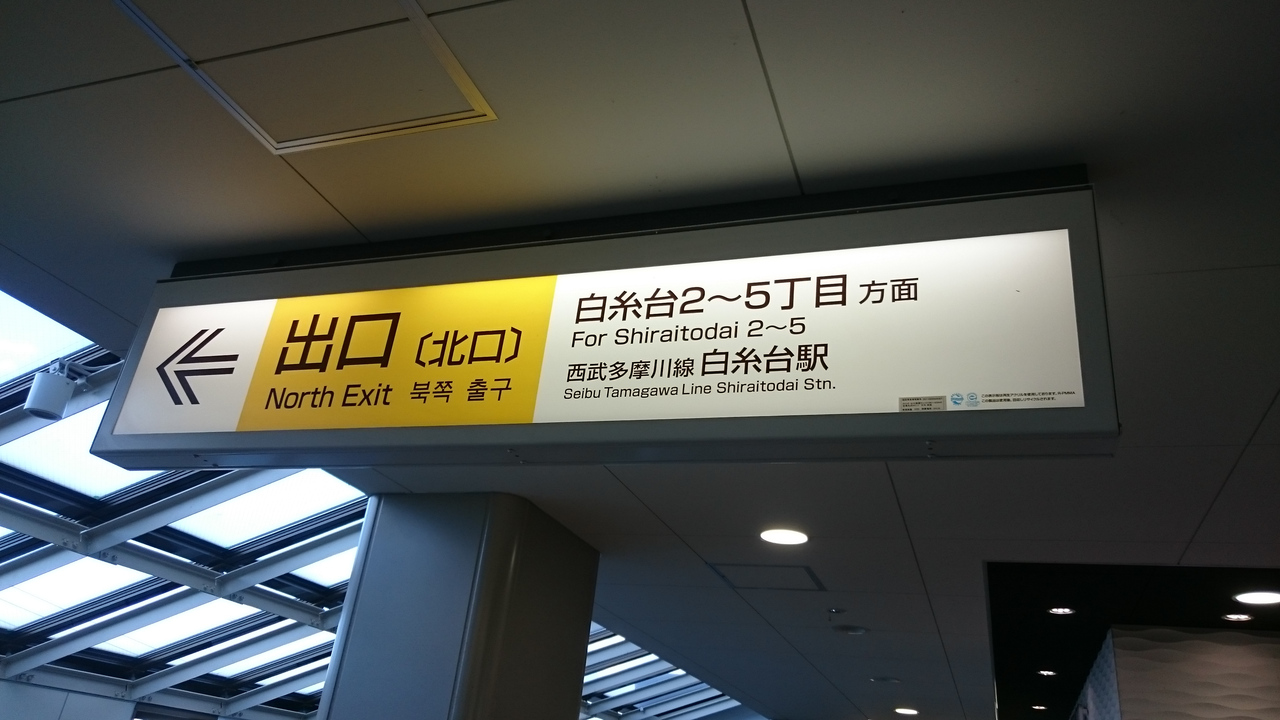 出口〔北口〕
North Exit 북쪽 출구
白糸台2〜5丁目 方面
For Shiraitodai 2〜5
西武多摩川線 白糸台駅
Seibu Tamagawa Line Shiraitodai Stn.